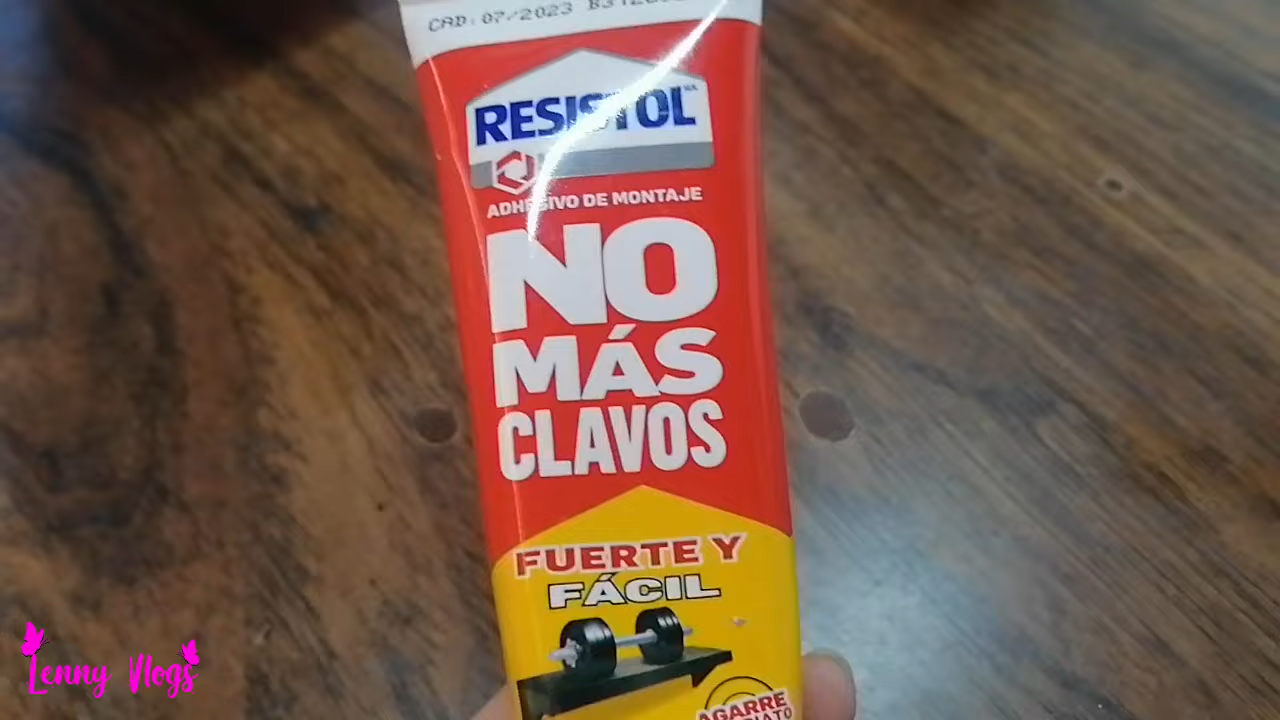 CAD: 07/2023
RESISTOL
ADHESIVO DE MONTAJE
NO
MÁS
CLAVOS
FUERTE Y
FÁCIL
AGARRE
Lenny Vlogs